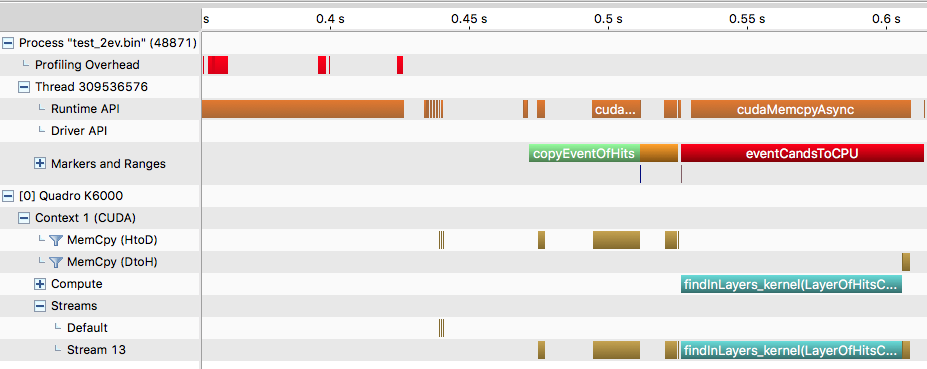 s 0.4 s 0.45 s 0.5 s 0.55 s 0.6 s
Process "test_2ev.bin" (48871)
Profiling Overhead
Thread 309536576
Runtime API cuda... cudaMemcpyAsync
Driver API
Markers and Ranges copyEventOfHits eventCandsToCPU
[0] Quadro K6000
Context 1 (CUDA)
MemCpy (HtoD)
MemCpy (DtoH)
Compute findInLayers_kernel(LayerOfHitsC...
Streams
Default
Stream 13 findInLayers_kernel(LayerOfHitsC...